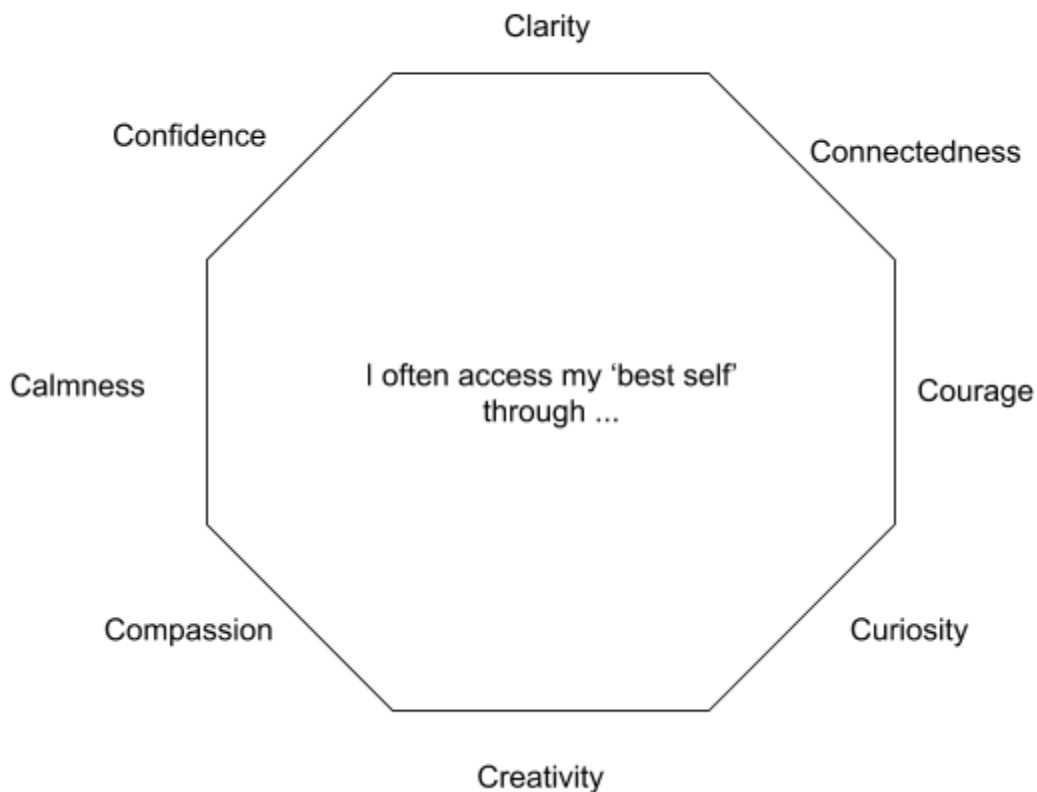 Clarity
Confidence
Connectedness
Calmness
I often access my ‘best self’
through ...
Courage
Compassion
Curiosity
Creativity